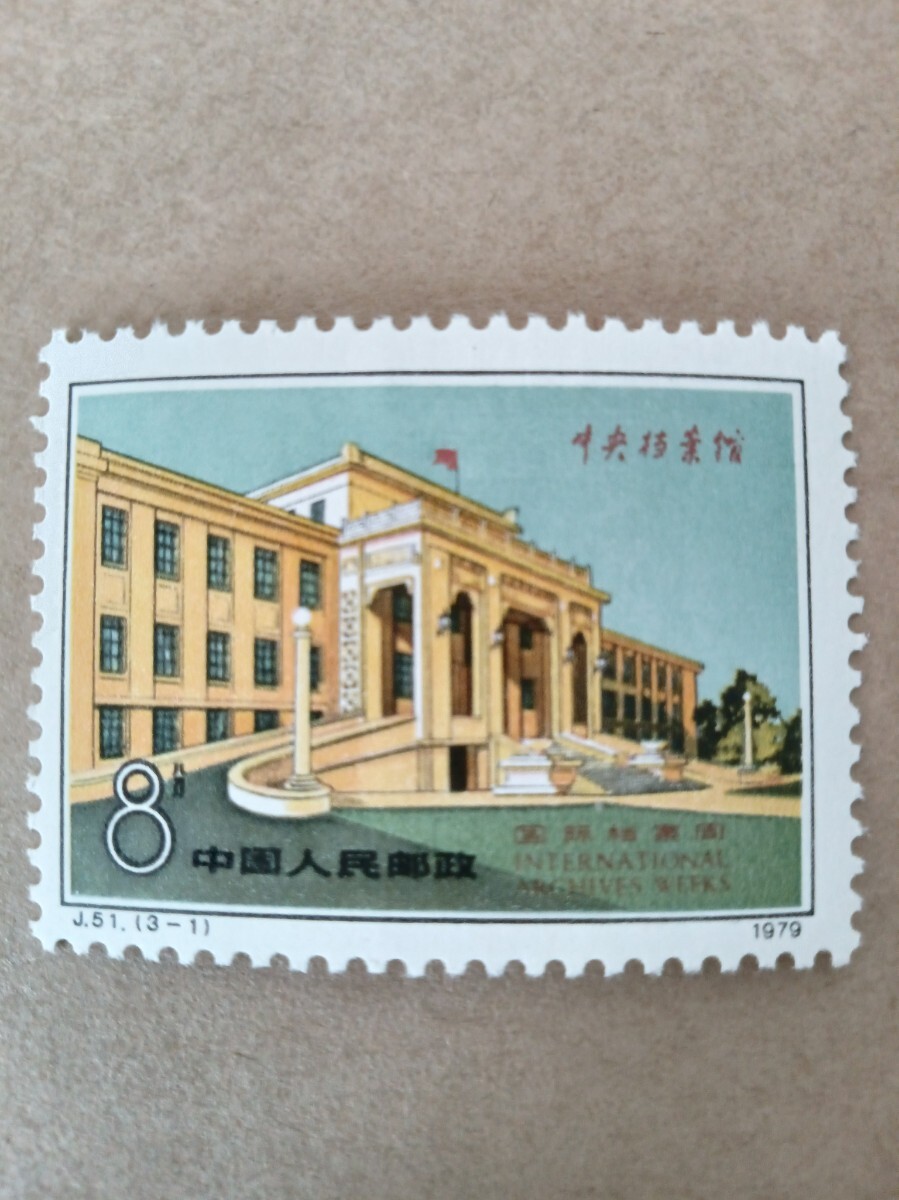 中央档案馆
8
八分
中国人民邮政
国际档案周
INTERNATIONAL
ARCHIVES WEEKS
J.51.(3-1)
1979